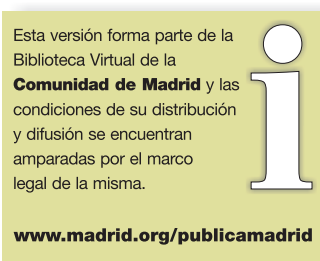 Esta versión forma parte de la
Biblioteca Virtual de la
Comunidad de Madrid y las
condiciones de su distribución
y difusión se encuentran
amparadas por el marco
legal de la misma.
www.madrid.org/publicamadrid